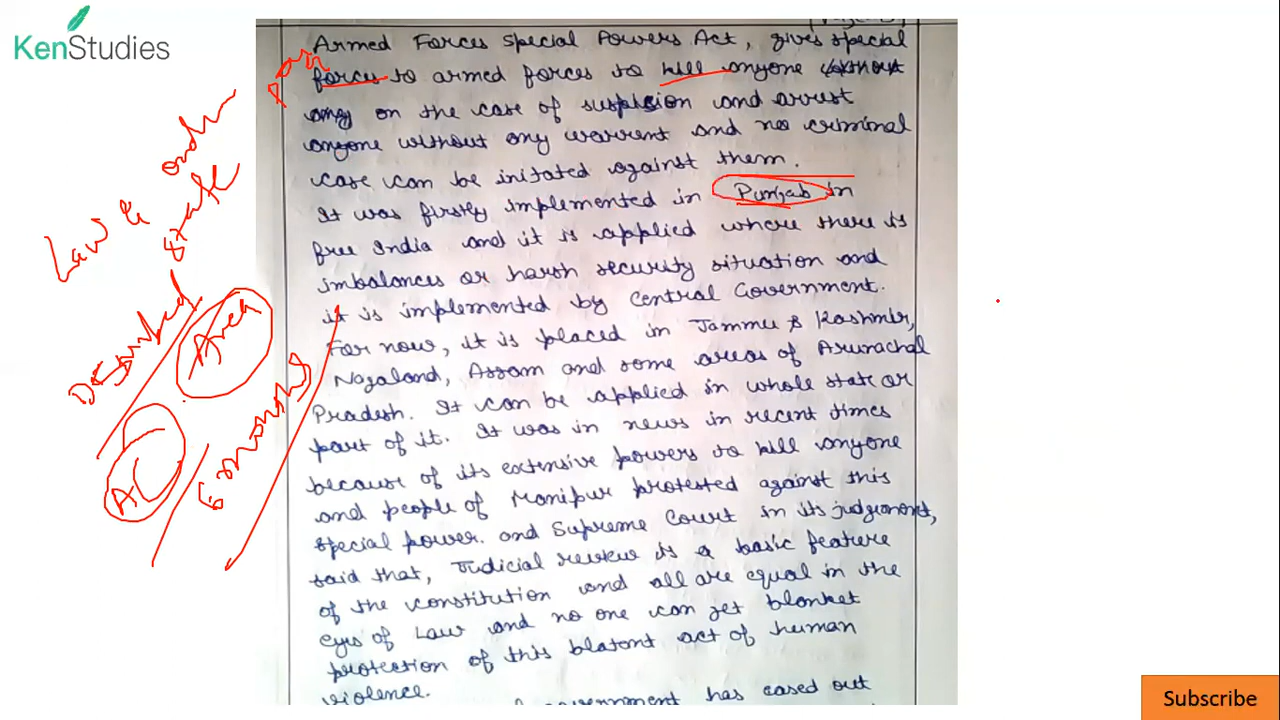 KenStudies
Armed Forces Special Powers Act, gives special
forces to armed forces to kill anyone without
any on the case of suspision and arrest
anyone without any warrent and no criminal
case can be initated against them.
It was firstly implemented in Punjab in
free India and it is applied where there is
imbalances or harsh security situation and
it is implemented by Central Government.
For now, it is placed in Jammu & Kashmir,
Nagaland, Assam and some areas of Arunachal
Pradesh. It can be applied in whole state or
part of it. It was in news in recent times
because of its extensive powers to kill anyone
and people of Manipur protested against this
special power. and Supreme Court in its judgement,
said that, Judicial review is a basic feature
of the constitution and all are equal in the
eyes of Law and no one can get blanket
protection of this blatent act of human
violence.
government has eased out
Law & order
state
Disturbed
Area
AC
6 months
Subscribe